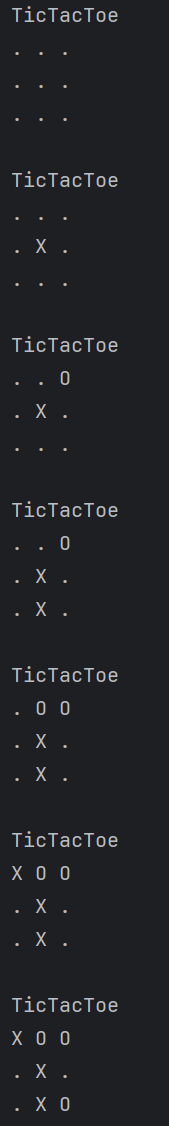 TicTacToe
. . .
. . .
. . .
TicTacToe
. . .
. X .
. . .
TicTacToe
. . O
. X .
. . .
TicTacToe
. . O
. X .
. X .
TicTacToe
. O O
. X .
. X .
TicTacToe
X O O
. X .
. X .
TicTacToe
X O O
. X .
. X O